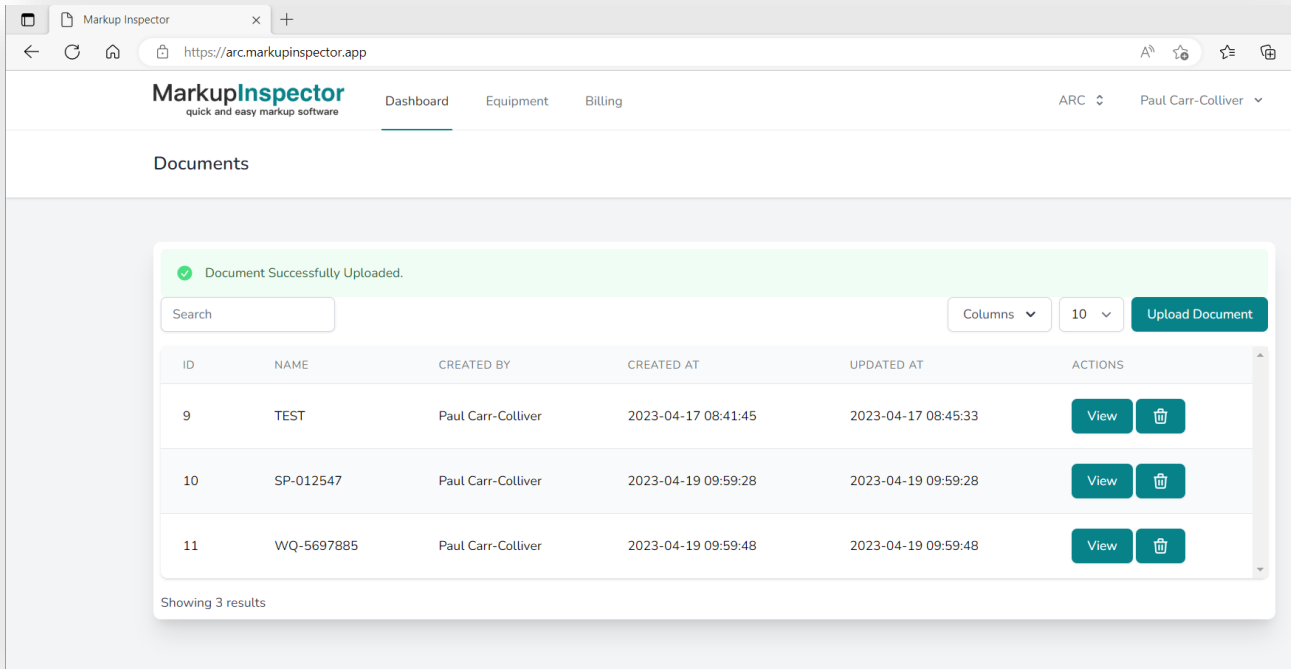 Markup Inspector
https://arc.markupinspector.app
MarkupInspector
quick and easy markup software
Dashboard Equipment Billing ARC Paul Carr-Colliver
Documents
Document Successfully Uploaded.
Search Columns 10 Upload Document
ID NAME CREATED BY CREATED AT UPDATED AT ACTIONS
9 TEST Paul Carr-Colliver 2023-04-17 08:41:45 2023-04-17 08:45:33 View
10 SP-012547 Paul Carr-Colliver 2023-04-19 09:59:28 2023-04-19 09:59:28 View
11 WQ-5697885 Paul Carr-Colliver 2023-04-19 09:59:48 2023-04-19 09:59:48 View
Showing 3 results